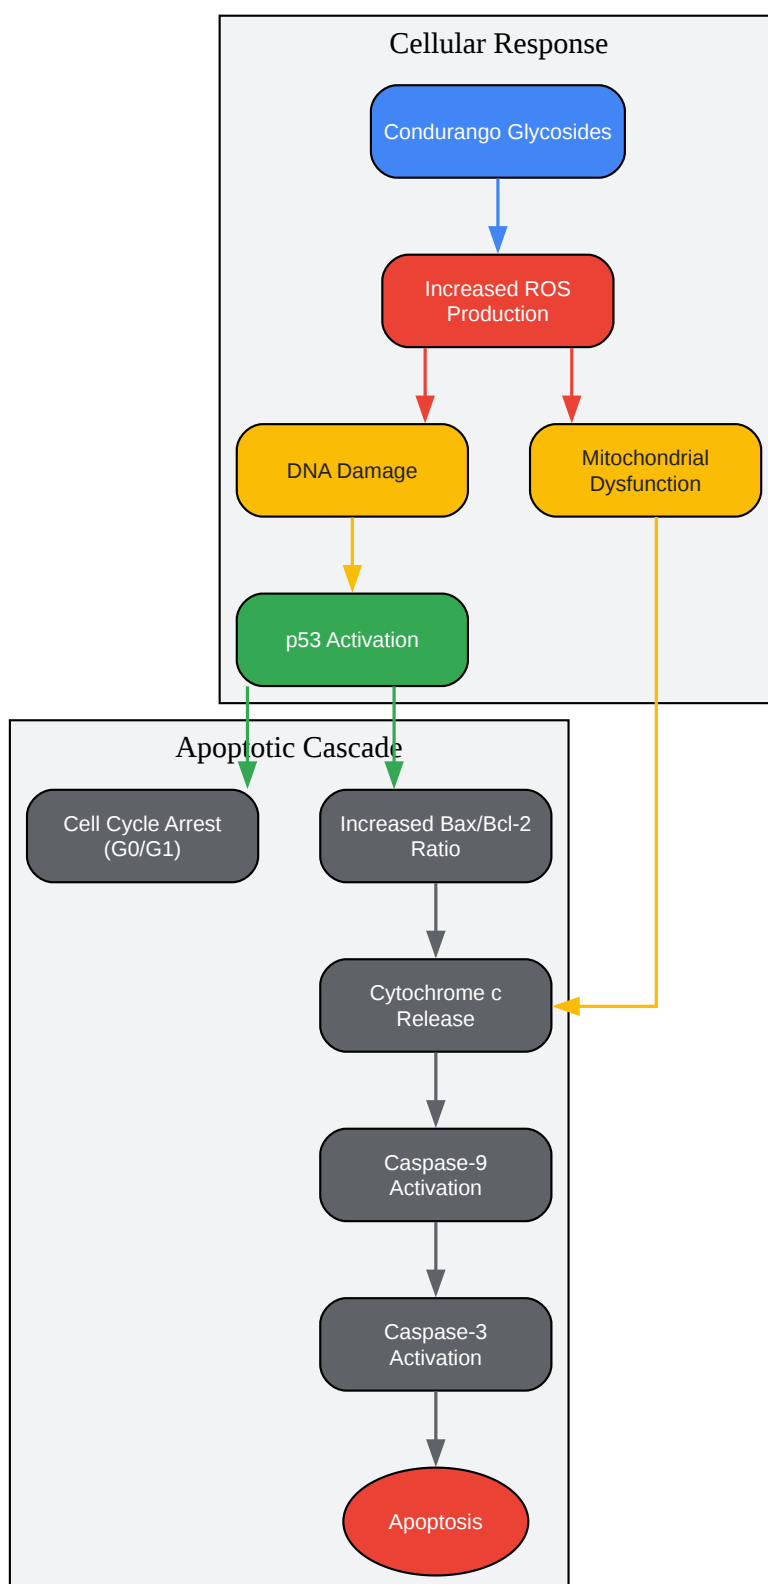 Cellular Response
Condurango Glycosides
Increased ROS
Production
DNA Damage
Mitochondrial
Dysfunction
p53 Activation
Apoptotic Cascade
Cell Cycle Arrest
(G0/G1)
Increased Bax/Bcl-2
Ratio
Cytochrome c
Release
Caspase-9
Activation
Caspase-3
Activation
Apoptosis